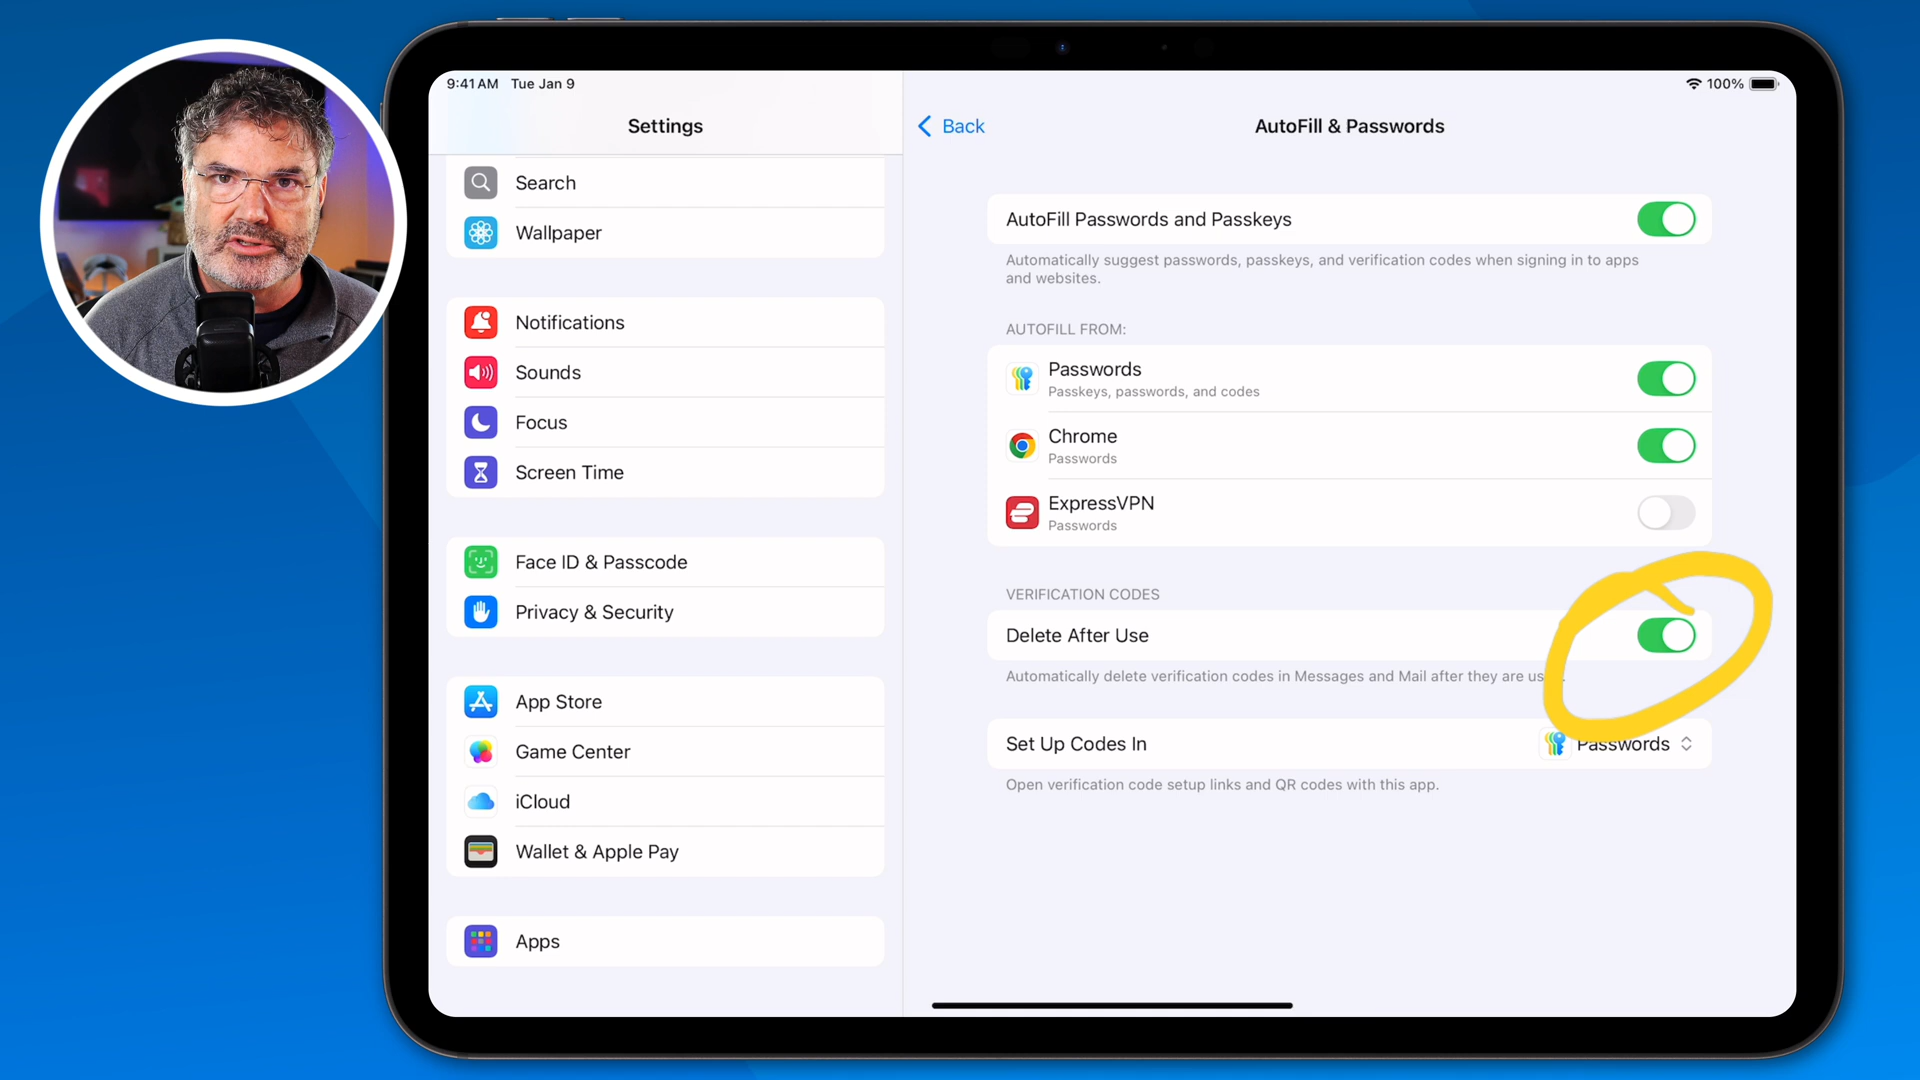 9:41 AM Tue Jan 9
100%
Settings
Search
Wallpaper
Notifications
Sounds
Focus
Screen Time
Face ID & Passcode
Privacy & Security
App Store
Game Center
iCloud
Wallet & Apple Pay
Apps
Back
AutoFill & Passwords
AutoFill Passwords and Passkeys
Automatically suggest passwords, passkeys, and verification codes when signing in to apps
and websites.
AUTOFILL FROM:
Passwords
Passkeys, passwords, and codes
Chrome
Passwords
ExpressVPN
Passwords
VERIFICATION CODES
Delete After Use
Automatically delete verification codes in Messages and Mail after they are
Set Up Codes In
Passwords
Open verification code setup links and QR codes with this app.